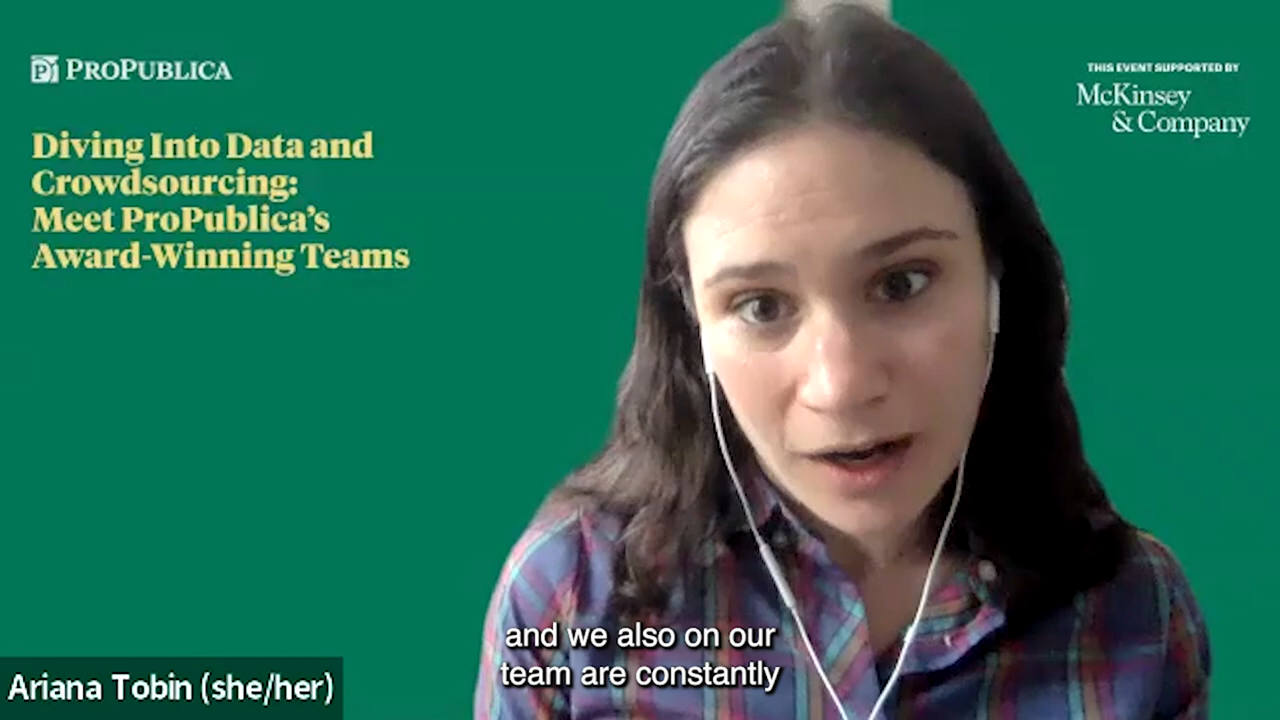 PROPUBLICA
Diving Into Data and
Crowdsourcing:
Meet ProPublica's
Award-Winning Teams
THIS EVENT SUPPORTED BY
McKinsey
& Company
and we also on our
team are constantly
Ariana Tobin (she/her)